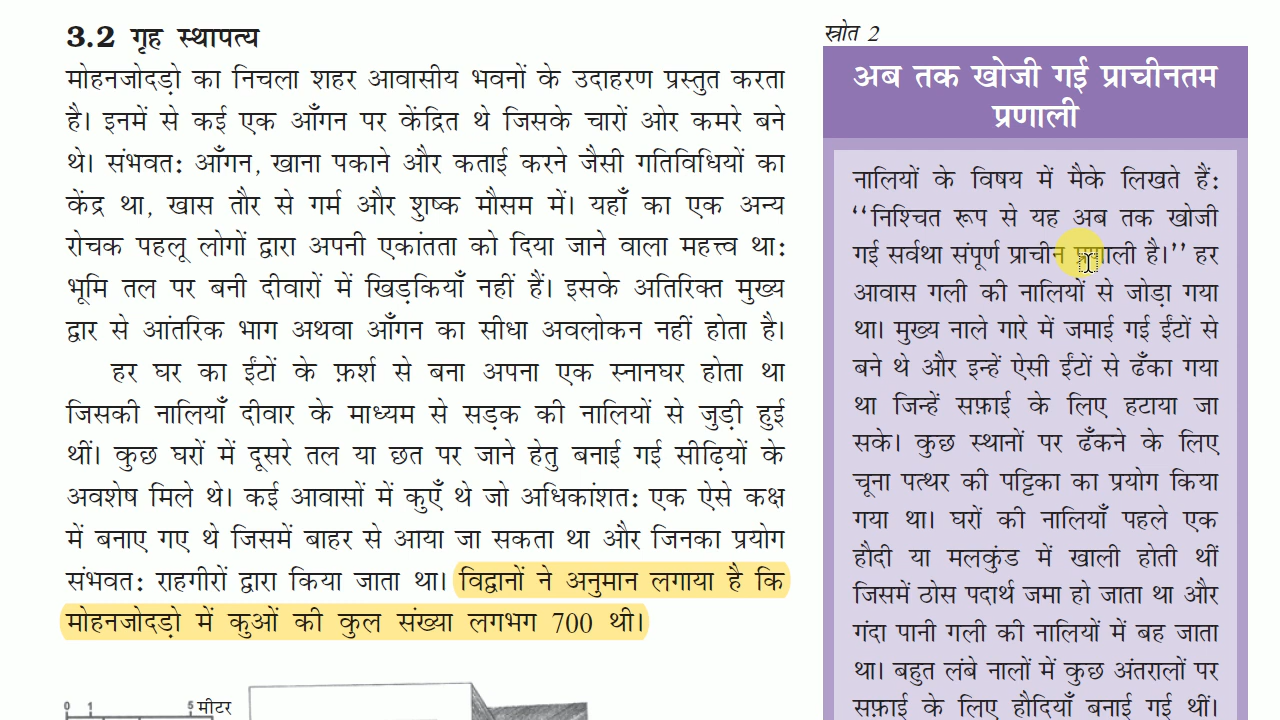 3.2 गृह स्थापत्य
मोहनजोदड़ो का निचला शहर आवासीय भवनों के उदाहरण प्रस्तुत करता
है। इनमें से कई एक आँगन पर केंद्रित थे जिसके चारों ओर कमरे बने
थे। संभवत: आँगन, खाना पकाने और कताई करने जैसी गतिविधियों का
केंद्र था, खास तौर से गर्म और शुष्क मौसम में। यहाँ का एक अन्य
रोचक पहलू लोगों द्वारा अपनी एकांतता को दिया जाने वाला महत्त्व था:
भूमि तल पर बनी दीवारों में खिड़कियाँ नहीं हैं। इसके अतिरिक्त मुख्य
द्वार से आंतरिक भाग अथवा आँगन का सीधा अवलोकन नहीं होता है।
हर घर का ईंटों के फ़र्श से बना अपना एक स्नानघर होता था
जिसकी नालियाँ दीवार के माध्यम से सड़क की नालियों से जुड़ी हुई
थीं। कुछ घरों में दूसरे तल या छत पर जाने हेतु बनाई गई सीढ़ियों के
अवशेष मिले थे। कई आवासों में कुएँ थे जो अधिकांशत: एक ऐसे कक्ष
में बनाए गए थे जिसमें बाहर से आया जा सकता था और जिनका प्रयोग
संभवत: राहगीरों द्वारा किया जाता था। विद्वानों ने अनुमान लगाया है कि
मोहनजोदड़ो में कुओं की कुल संख्या लगभग 700 थी।
0 1 5 मीटर
स्रोत 2
अब तक खोजी गई प्राचीनतम
प्रणाली
नालियों के विषय में मैके लिखते हैं:
‘‘निश्चित रूप से यह अब तक खोजी
गई सर्वथा संपूर्ण प्राचीन प्रणाली है।’’ हर
आवास गली की नालियों से जोड़ा गया
था। मुख्य नाले गारे में जमाई गई ईंटों से
बने थे और इन्हें ऐसी ईंटों से ढँका गया
था जिन्हें सफ़ाई के लिए हटाया जा
सके। कुछ स्थानों पर ढँकने के लिए
चूना पत्थर की पट्टिका का प्रयोग किया
गया था। घरों की नालियाँ पहले एक
हौदी या मलकुंड में खाली होती थीं
जिसमें ठोस पदार्थ जमा हो जाता था और
गंदा पानी गली की नालियों में बह जाता
था। बहुत लंबे नालों में कुछ अंतरालों पर
सफ़ाई के लिए हौदियाँ बनाई गई थीं।